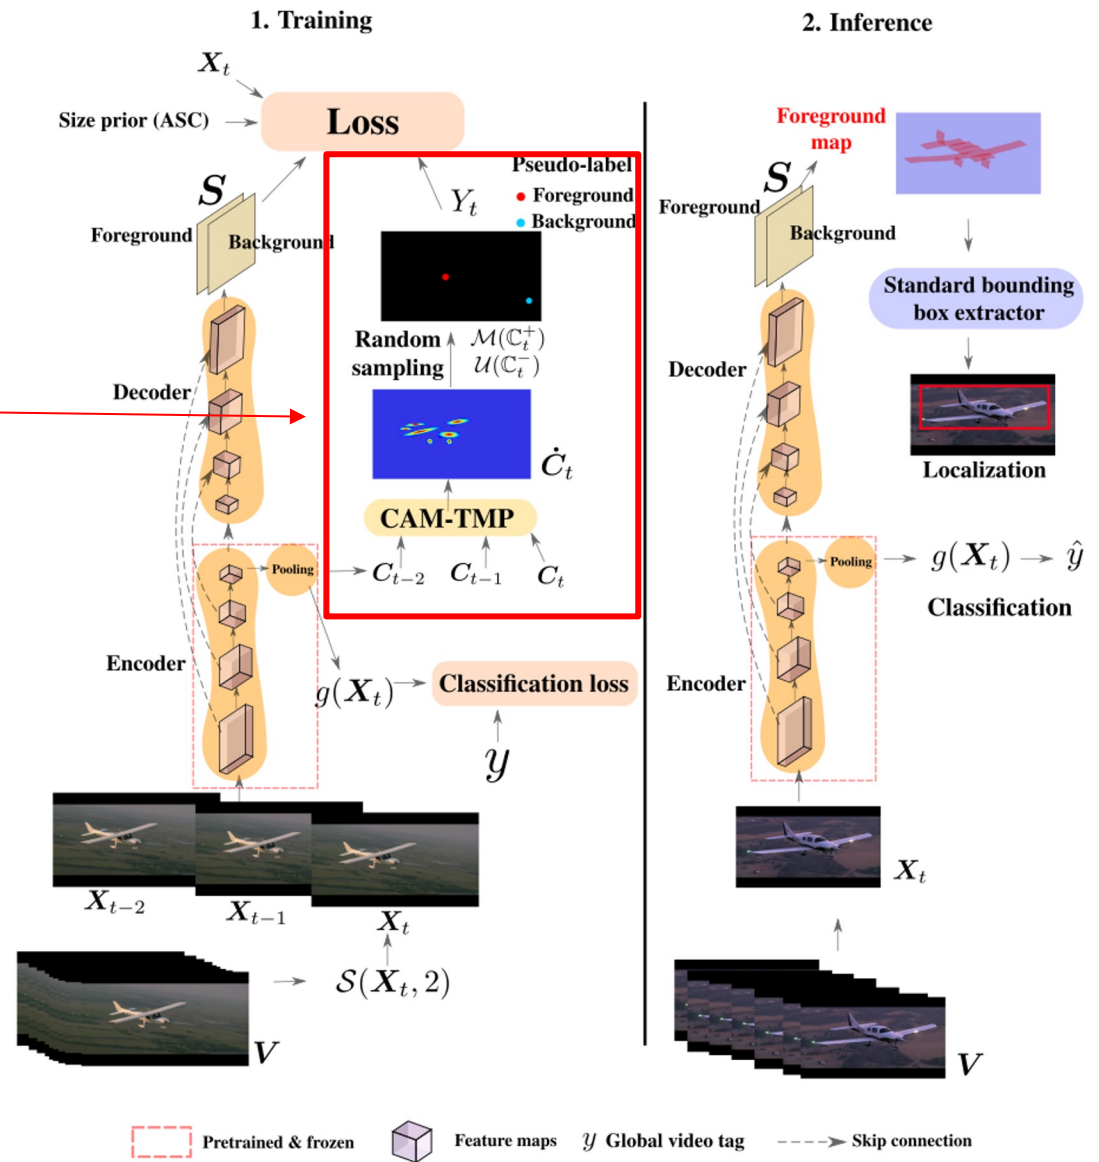 1. Training
X_t
Size prior (ASC)
Loss
S
Foreground
Background
Pseudo-label
Foreground
Background
Y_t
Random
sampling
ℳ(ℂ_t^+)
𝒰(ℂ_t^−)
Decoder
Ċ_t
CAM-TMP
C_{t−2}
C_{t−1}
C_t
Pooling
Encoder
g(X_t)
Classification loss
y
X_{t−2}
X_{t−1}
X_t
𝒮(X_t, 2)
V
2. Inference
Foreground
map
S
Foreground
Background
Standard bounding
box extractor
Decoder
Localization
Pooling
g(X_t)
ŷ
Classification
Encoder
X_t
V
Pretrained & frozen
Feature maps
y Global video tag
Skip connection